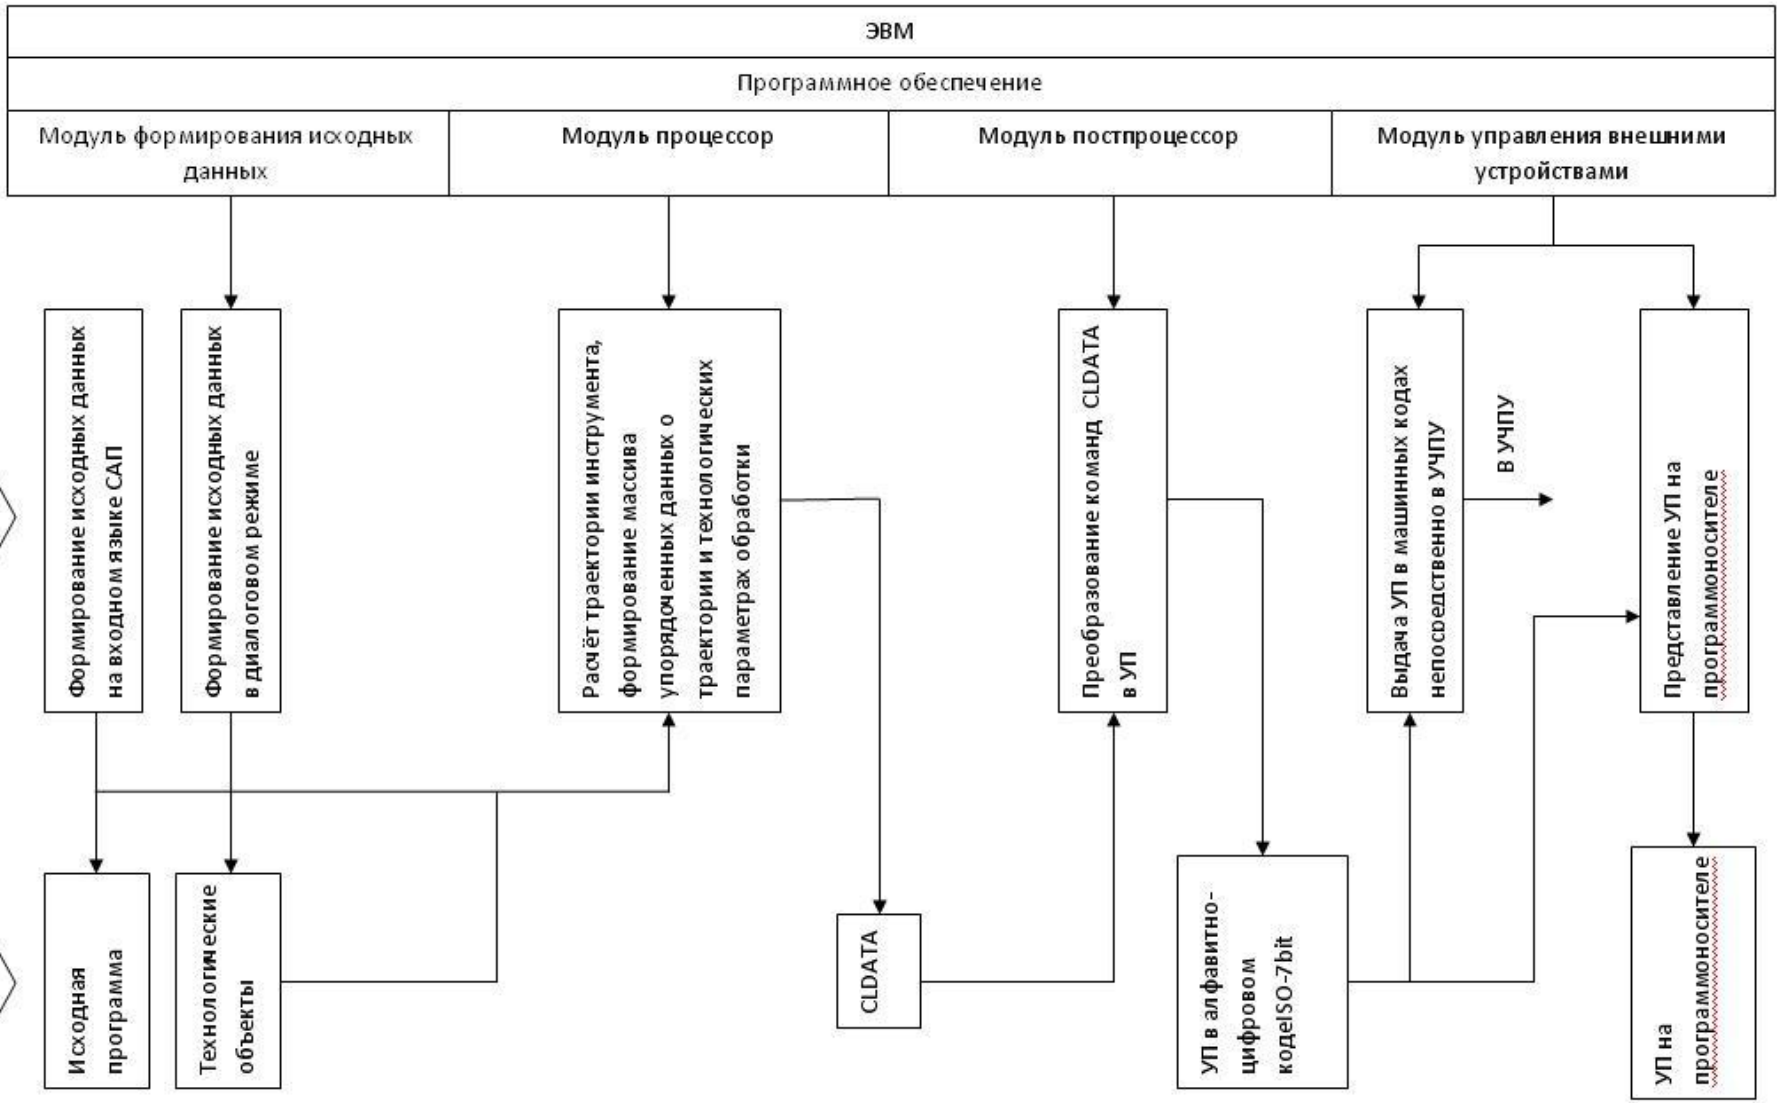 ЭВМ
Программное обеспечение
Модуль формирования исходных
данных
Модуль процессор
Модуль постпроцессор
Модуль управления внешними
устройствами
Формирование исходных данных
на входном языке САП
Формирование исходных данных
в диалоговом режиме
Расчёт траектории инструмента,
формирование массива
упорядоченных данных о
траектории и технологических
параметрах обработки
Преобразование команд CLDATA
в УП
Выдача УП в машинных кодах
непосредственно в УЧПУ
В УЧПУ
Представление УП на
программоносителе
Исходная
программа
Технологические
объекты
CLDATA
УП в алфавитно-
цифровом
кодеISO-7bit
УП на
программоносителе